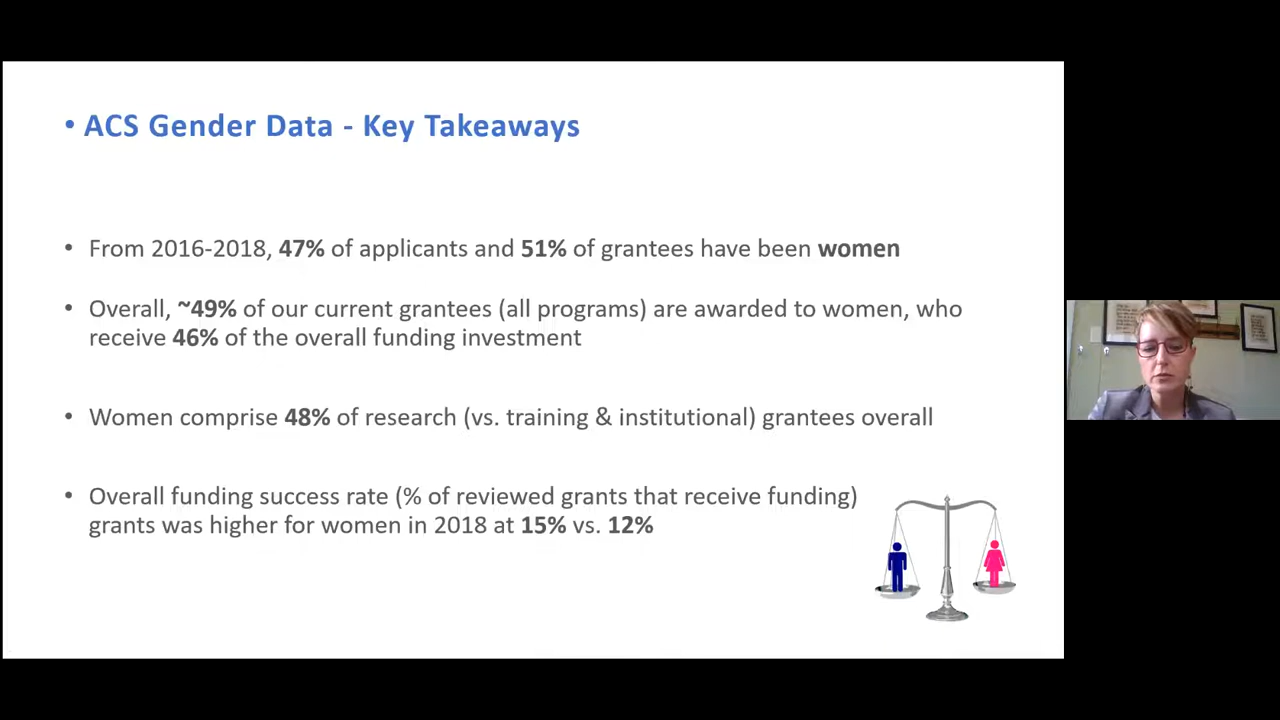 • ACS Gender Data - Key Takeaways
• From 2016-2018, 47% of applicants and 51% of grantees have been women
• Overall, ~49% of our current grantees (all programs) are awarded to women, who
receive 46% of the overall funding investment
• Women comprise 48% of research (vs. training & institutional) grantees overall
• Overall funding success rate (% of reviewed grants that receive funding)
grants was higher for women in 2018 at 15% vs. 12%